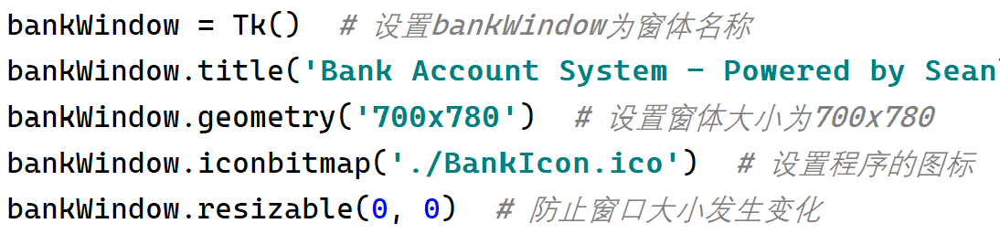 bankWindow = Tk()  # 设置bankWindow为窗体名称
bankWindow.title('Bank Account System - Powered by Sean
bankWindow.geometry('700x780')  # 设置窗体大小为700x780
bankWindow.iconbitmap('./BankIcon.ico')  # 设置程序的图标
bankWindow.resizable(0, 0)  # 防止窗口大小发生变化